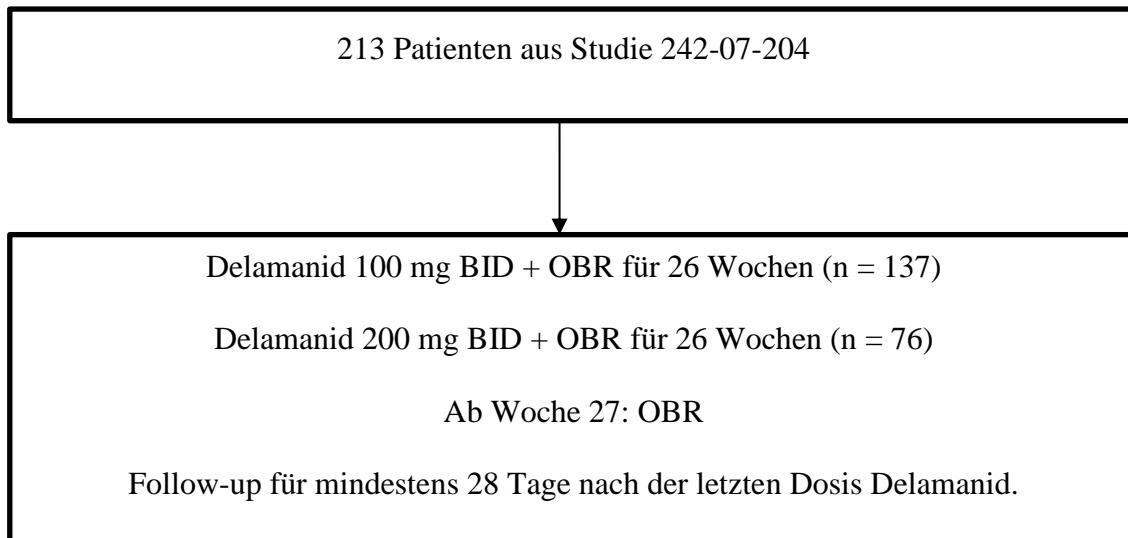 213 Patienten aus Studie 242-07-204
Delamanid 100 mg BID + OBR für 26 Wochen (n = 137)
Delamanid 200 mg BID + OBR für 26 Wochen (n = 76)
Ab Woche 27: OBR
Follow-up für mindestens 28 Tage nach der letzten Dosis Delamanid.